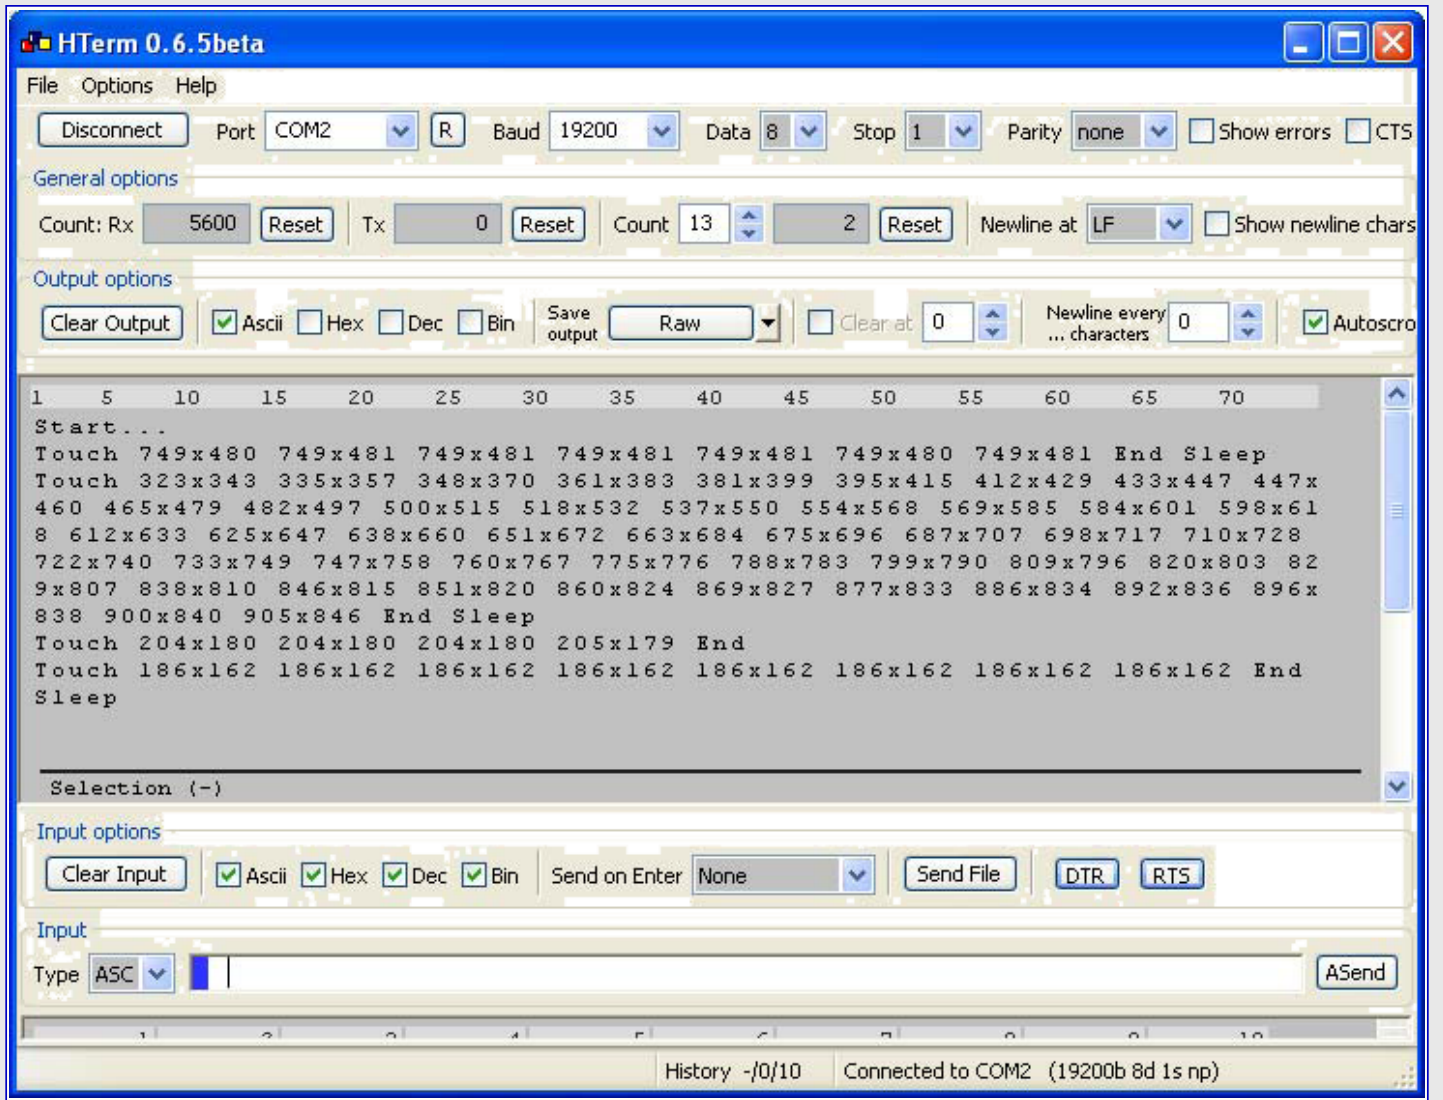 HTerm 0.6.5beta
File Options Help
Disconnect Port COM2 R Baud 19200 Data 8 Stop 1 Parity none Show errors CTS
General options
Count: Rx 5600 Reset Tx 0 Reset Count 13 2 Reset Newline at LF Show newline chars
Output options
Clear Output Ascii Hex Dec Bin Save output Raw Clear at 0 Newline every ... characters 0 Autoscro
1 5 10 15 20 25 30 35 40 45 50 55 60 65 70
Start...
Touch 749x480 749x481 749x481 749x481 749x481 749x480 749x481 End Sleep
Touch 323x343 335x357 348x370 361x383 381x399 395x415 412x429 433x447 447x
460 465x479 482x497 500x515 518x532 537x550 554x568 569x585 584x601 598x61
8 612x633 625x647 638x660 651x672 663x684 675x696 687x707 698x717 710x728
722x740 733x749 747x758 760x767 775x776 788x783 799x790 809x796 820x803 82
9x807 838x810 846x815 851x820 860x824 869x827 877x833 886x834 892x836 896x
838 900x840 905x846 End Sleep
Touch 204x180 204x180 204x180 205x179 End
Touch 186x162 186x162 186x162 186x162 186x162 186x162 186x162 186x162 End
Sleep
Selection (-)
Input options
Clear Input Ascii Hex Dec Bin Send on Enter None Send File DTR RTS
Input
Type ASC ASend
History -/0/10 Connected to COM2 (19200b 8d 1s np)